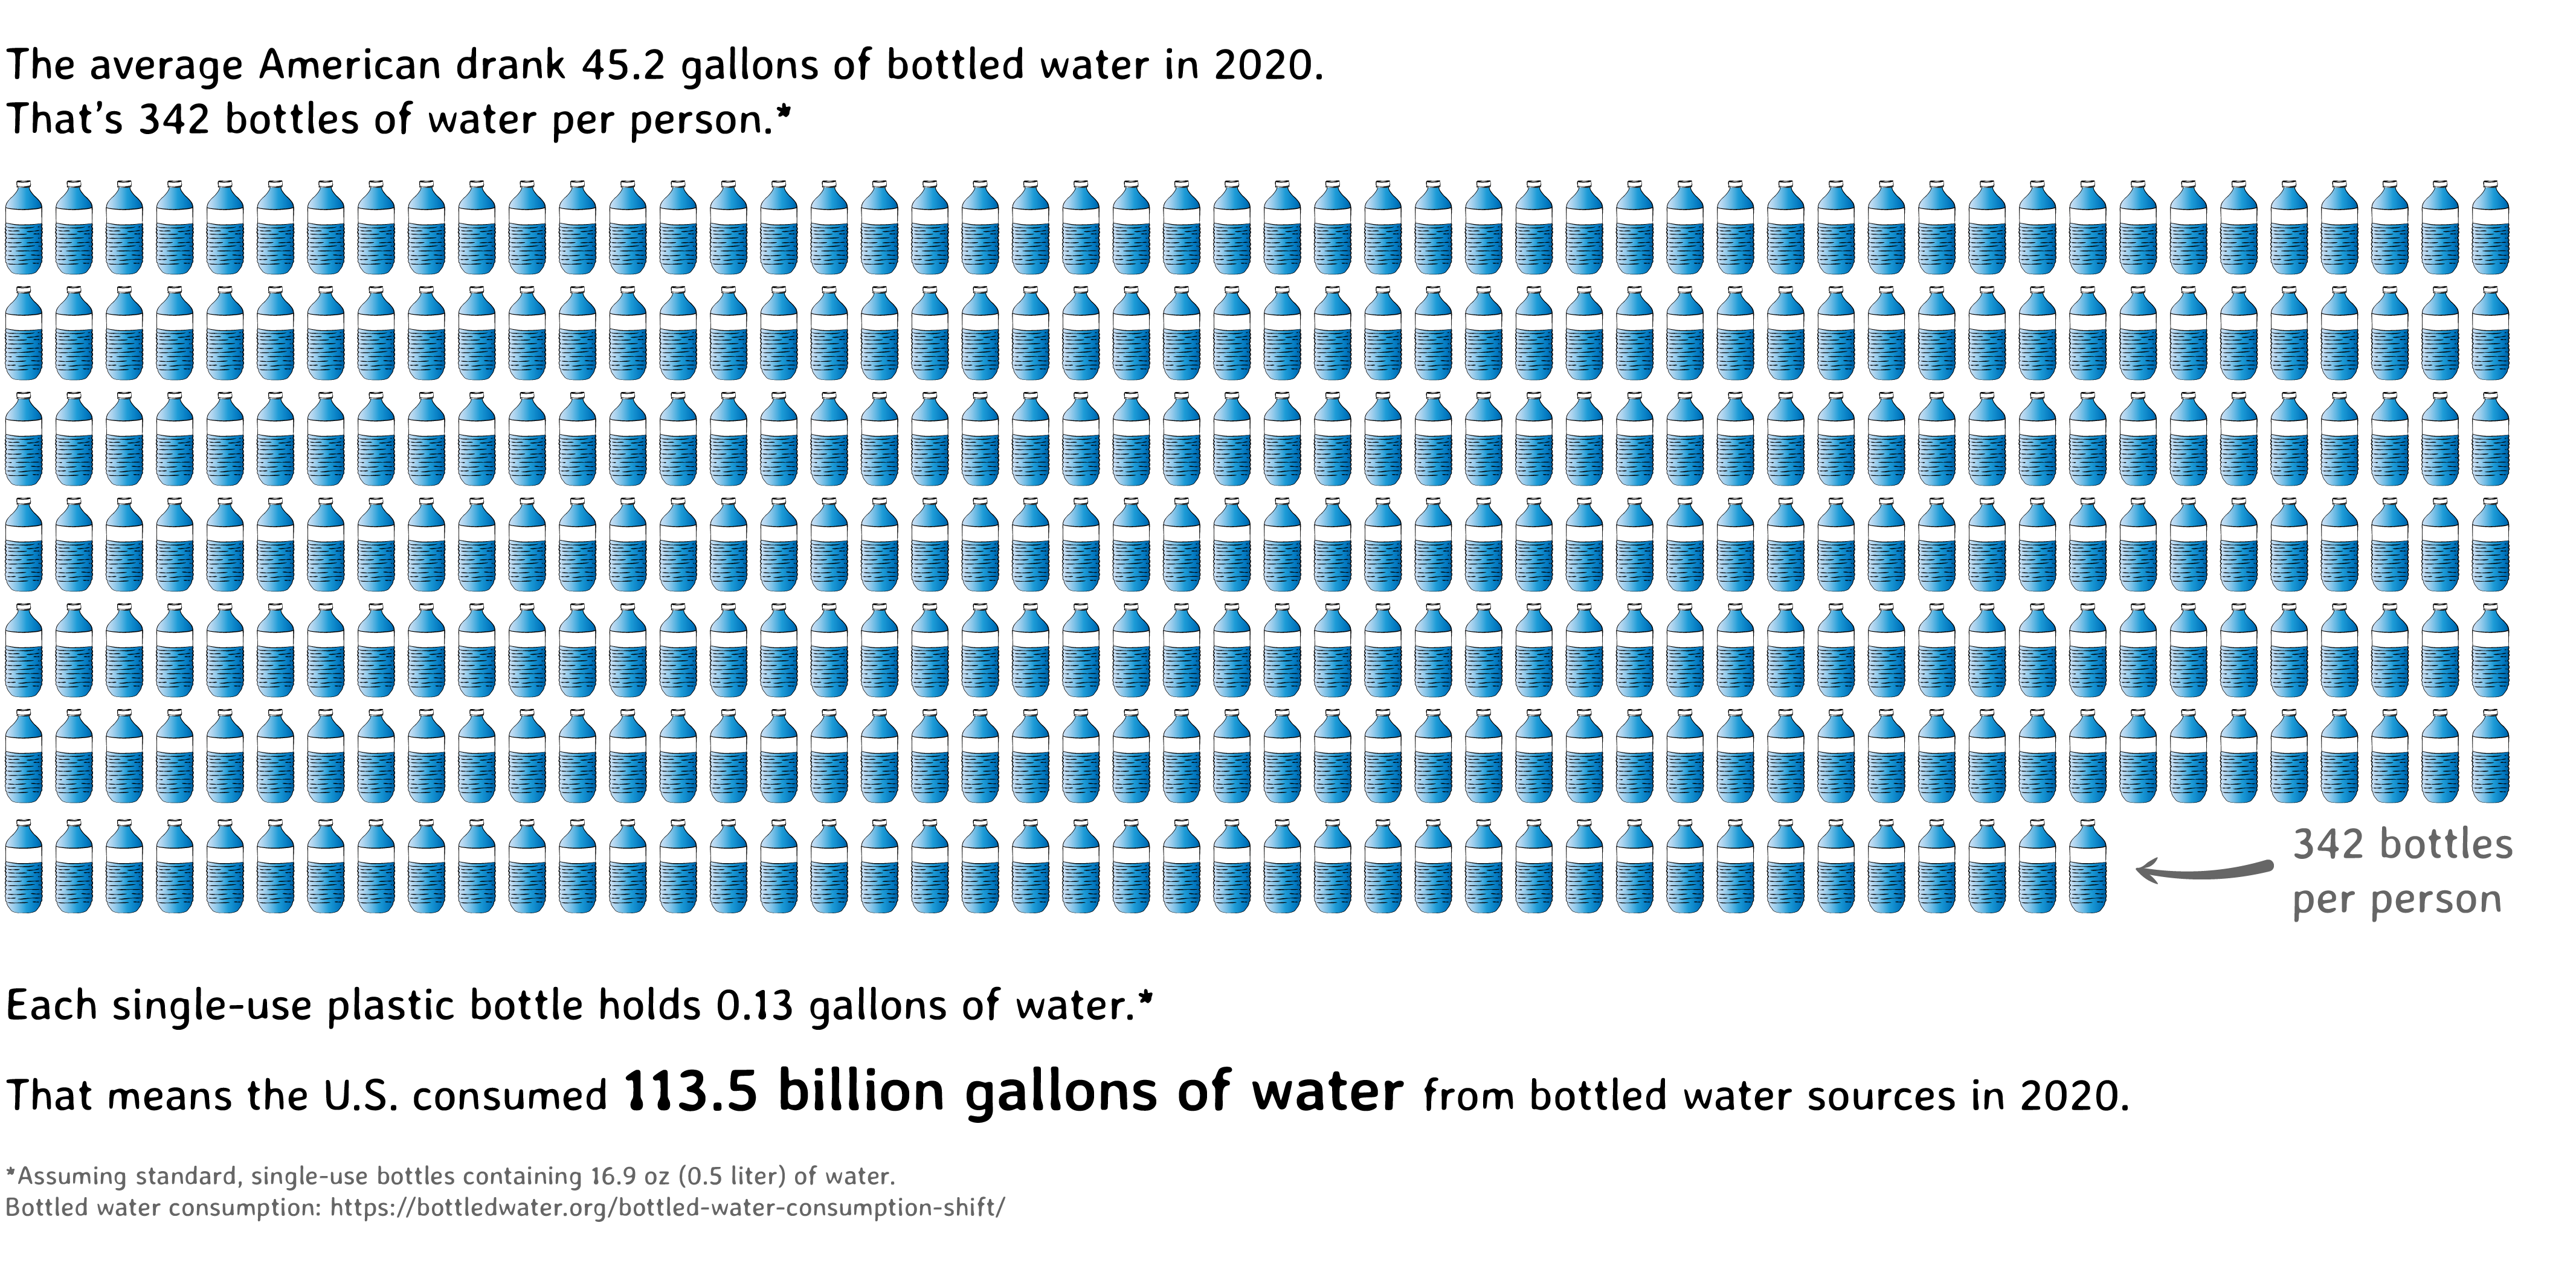 The average American drank 45.2 gallons of bottled water in 2020.
That's 342 bottles of water per person.*
342 bottles
per person
Each single-use plastic bottle holds 0.13 gallons of water.*
That means the U.S. consumed 113.5 billion gallons of water from bottled water sources in 2020.
*Assuming standard, single-use bottles containing 16.9 oz (0.5 liter) of water.
Bottled water consumption: https://bottledwater.org/bottled-water-consumption-shift/